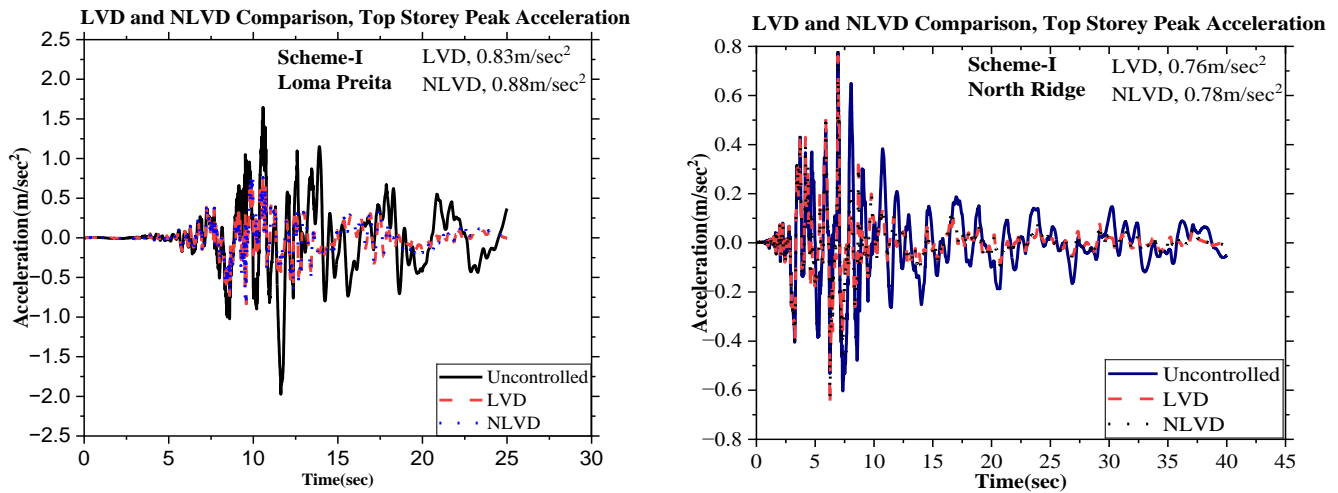 LVD and NLVD Comparison, Top Storey Peak Acceleration
Scheme-I LVD, 0.83m/sec²
Loma Preita NLVD, 0.88m/sec²
Acceleration(m/sec²)
2.5
2.0
1.5
1.0
0.5
0.0
−0.5
−1.0
−1.5
−2.0
−2.5
Uncontrolled
LVD
NLVD
0 5 10 15 20 25 30
Time(sec)
LVD and NLVD Comparison, Top Storey Peak Acceleration
Scheme-I LVD, 0.76m/sec²
North Ridge NLVD, 0.78m/sec²
Acceleration(m/sec²)
0.8
0.6
0.4
0.2
0.0
−0.2
−0.4
−0.6
−0.8
Uncontrolled
LVD
NLVD
0 5 10 15 20 25 30 35 40 45
Time(sec)